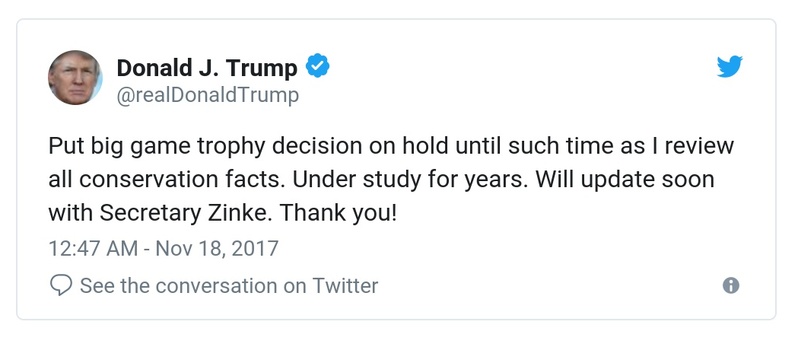 Donald J. Trump
@realDonaldTrump
Put big game trophy decision on hold until such time as I review
all conservation facts. Under study for years. Will update soon
with Secretary Zinke. Thank you!
12:47 AM - Nov 18, 2017
See the conversation on Twitter